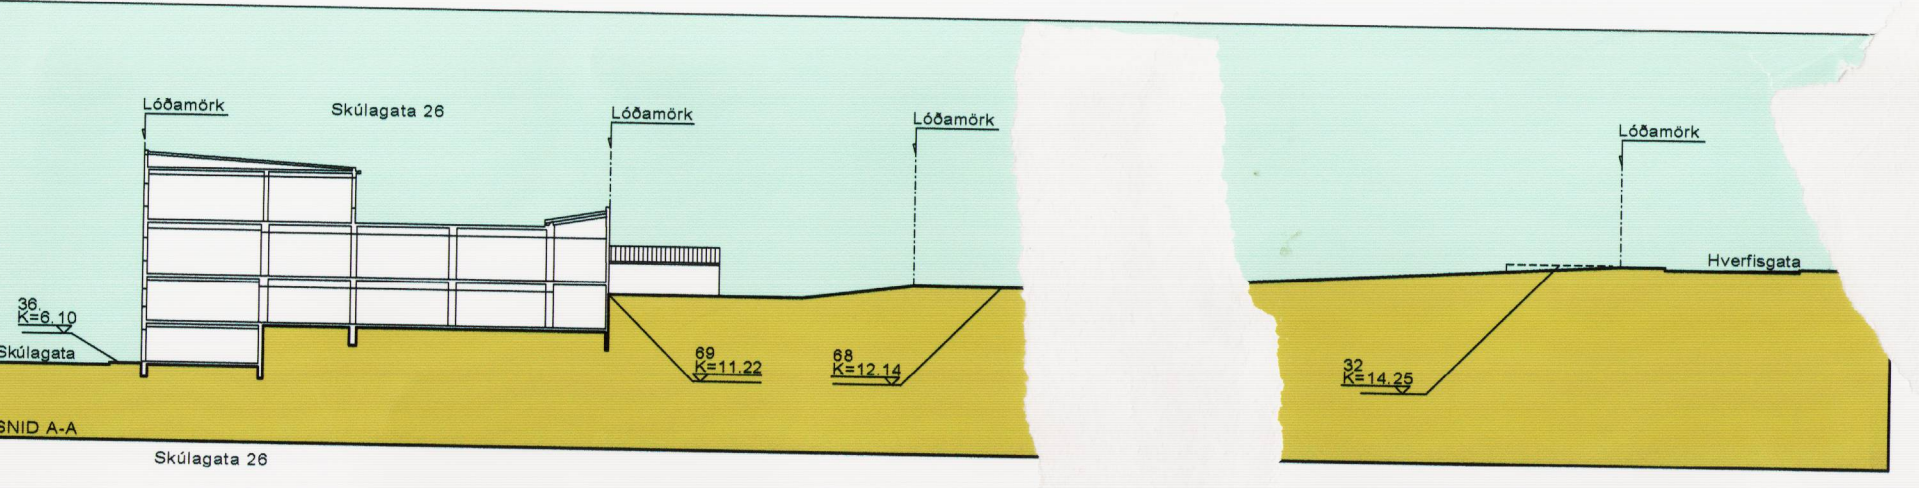 Lóðamörk
Skúlagata 26
Lóðamörk
Lóðamörk
Lóðamörk
Hverfisgata
36.
K=6.10
Skúlagata
69
K=11.22
68
K=12.14
32
K=14.25
SNID A-A
Skúlagata 26